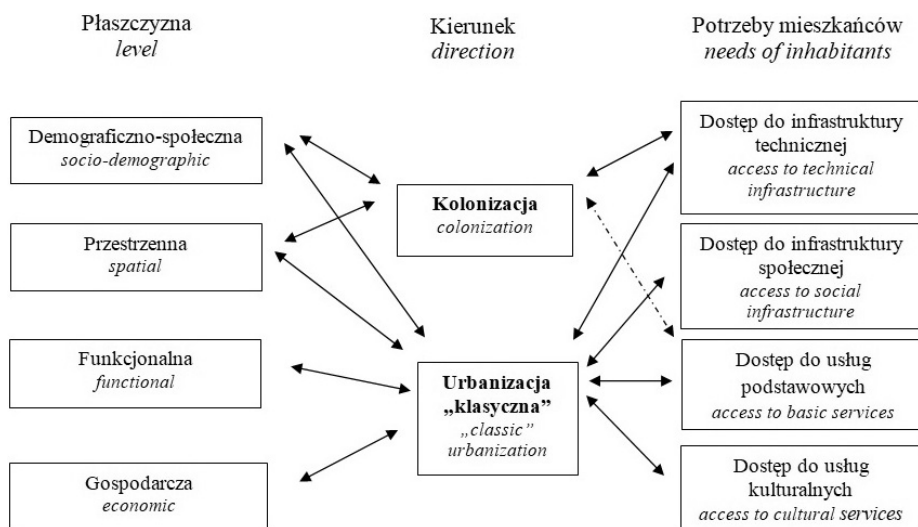 Płaszczyzna
level
Kierunek
direction
Potrzeby mieszkańców
needs of inhabitants
Demograficzno-społeczna
socio-demographic
Przestrzenna
spatial
Funkcjonalna
functional
Gospodarcza
economic
Kolonizacja
colonization
Urbanizacja
„klasyczna”
„classic”
urbanization
Dostęp do infrastruktury
technicznej
access to technical
infrastructure
Dostęp do infrastruktury
społecznej
access to social
infrastructure
Dostęp do usług
podstawowych
access to basic services
Dostęp do usług
kulturalnych
access to cultural services